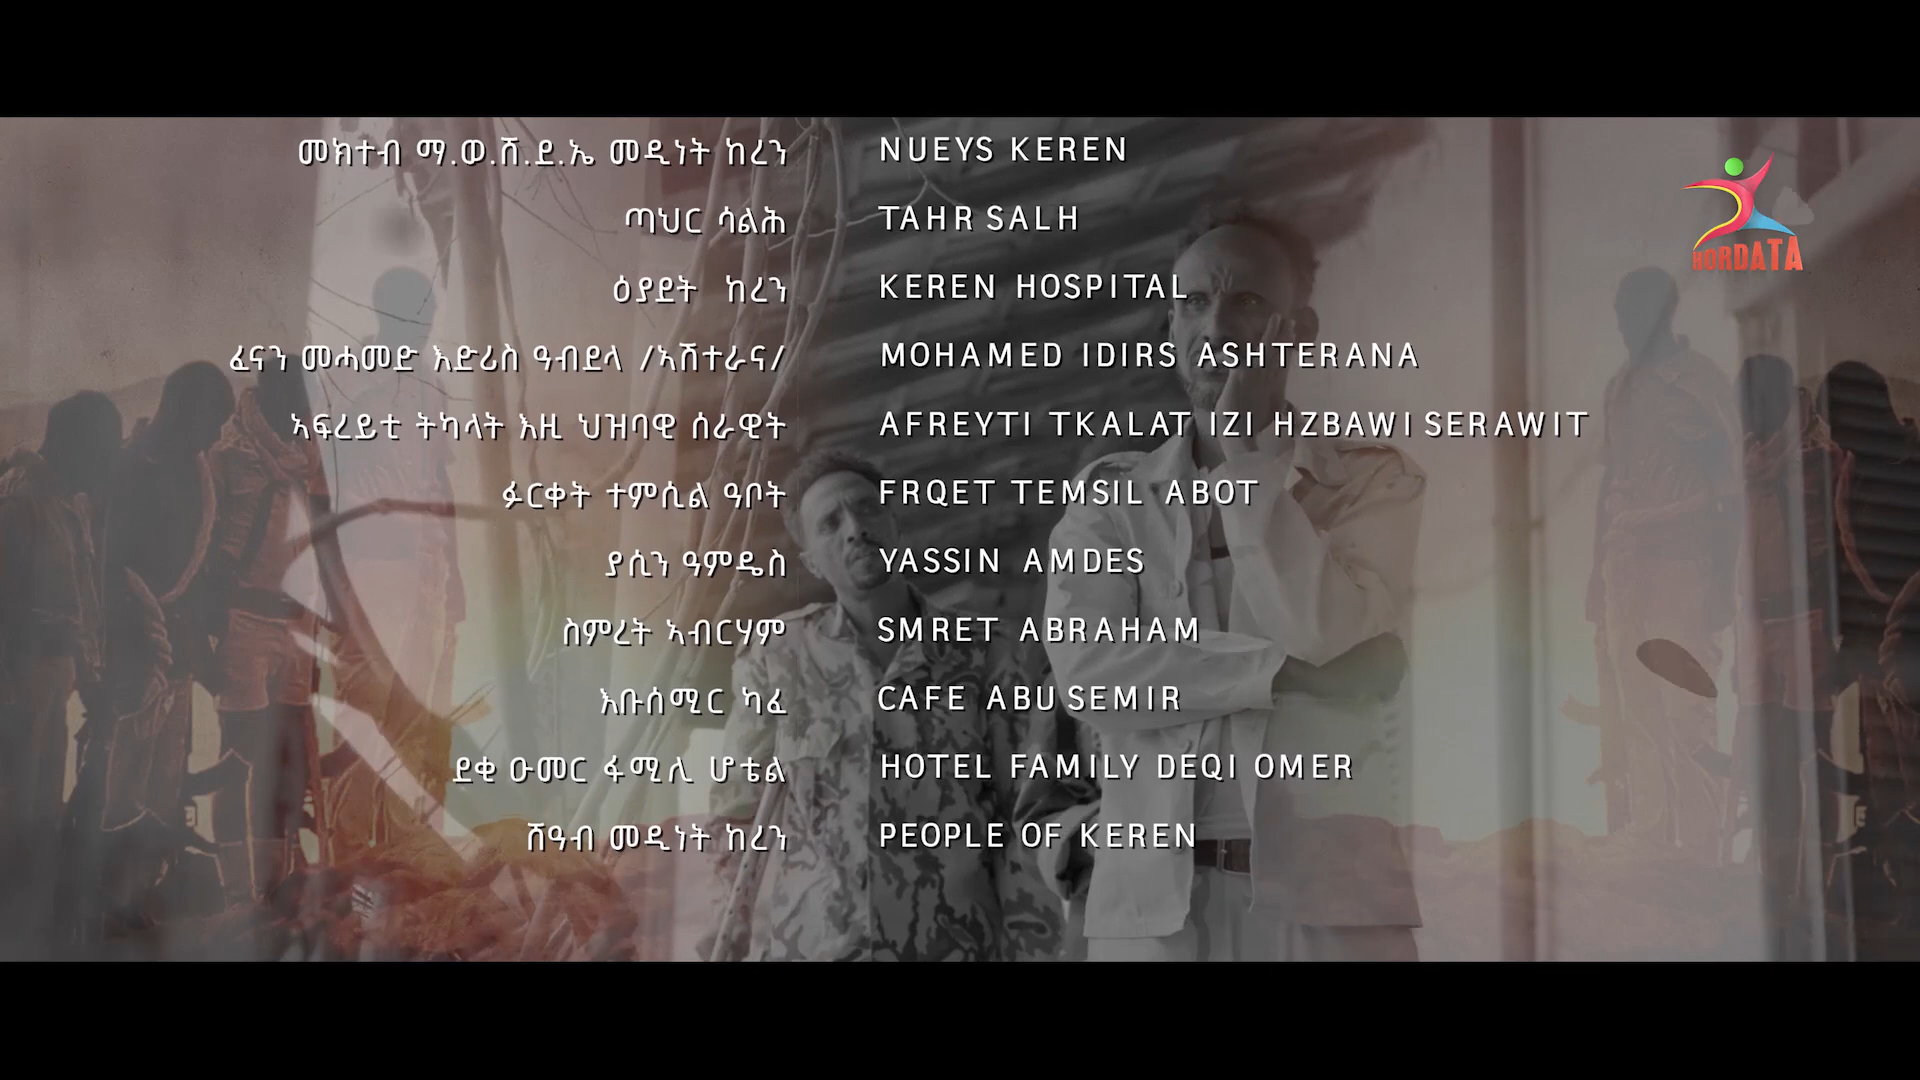 መክተብ ማ.ወ.ሸ.ደ.ኤ መዲነት ከረን NUEYS KEREN
ጣህር ሳልሕ TAHR SALH
ዕያደት ከረን KEREN HOSPITAL
ፈናን መሓመድ እድሪስ ዓብደላ /ኣሽተራና/ MOHAMED IDIRS ASHTERANA
ኣፍረይቲ ትካላት እዚ ህዝባዊ ሰራዊት AFREYTI TKALAT IZI HZBAWI SERAWIT
ፉርቀት ተምሲል ዓቦት FRQET TEMSIL ABOT
ያሲን ዓምዴስ YASSIN AMDES
ስምረት ኣብርሃም SMRET ABRAHAM
እቡሰሚር ካፈ CAFE ABU SEMIR
ደቂ ዑመር ፋሚሊ ሆቴል HOTEL FAMILY DEQI OMER
ሸዓብ መዲነት ከረን PEOPLE OF KEREN
HORDATA